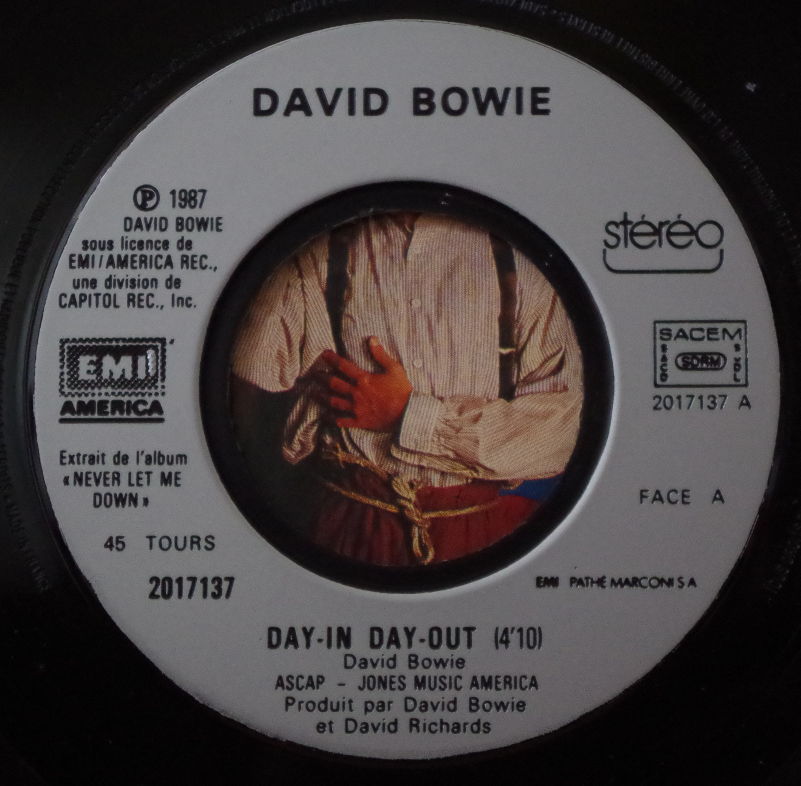 DAVID BOWIE
Ⓟ 1987
DAVID BOWIE
sous licence de
EMI/AMERICA REC.,
une division de
CAPITOL REC., Inc.
EMI
AMERICA
Extrait de l'album
«NEVER LET ME
DOWN»
45 TOURS
2017137
stéréo
SACEM
SACD SDRM SGDL
2017137 A
FACE A
EMI PATHÉ MARCONI S A
DAY-IN DAY-OUT (4'10)
David Bowie
ASCAP - JONES MUSIC AMERICA
Produit par David Bowie
et David Richards